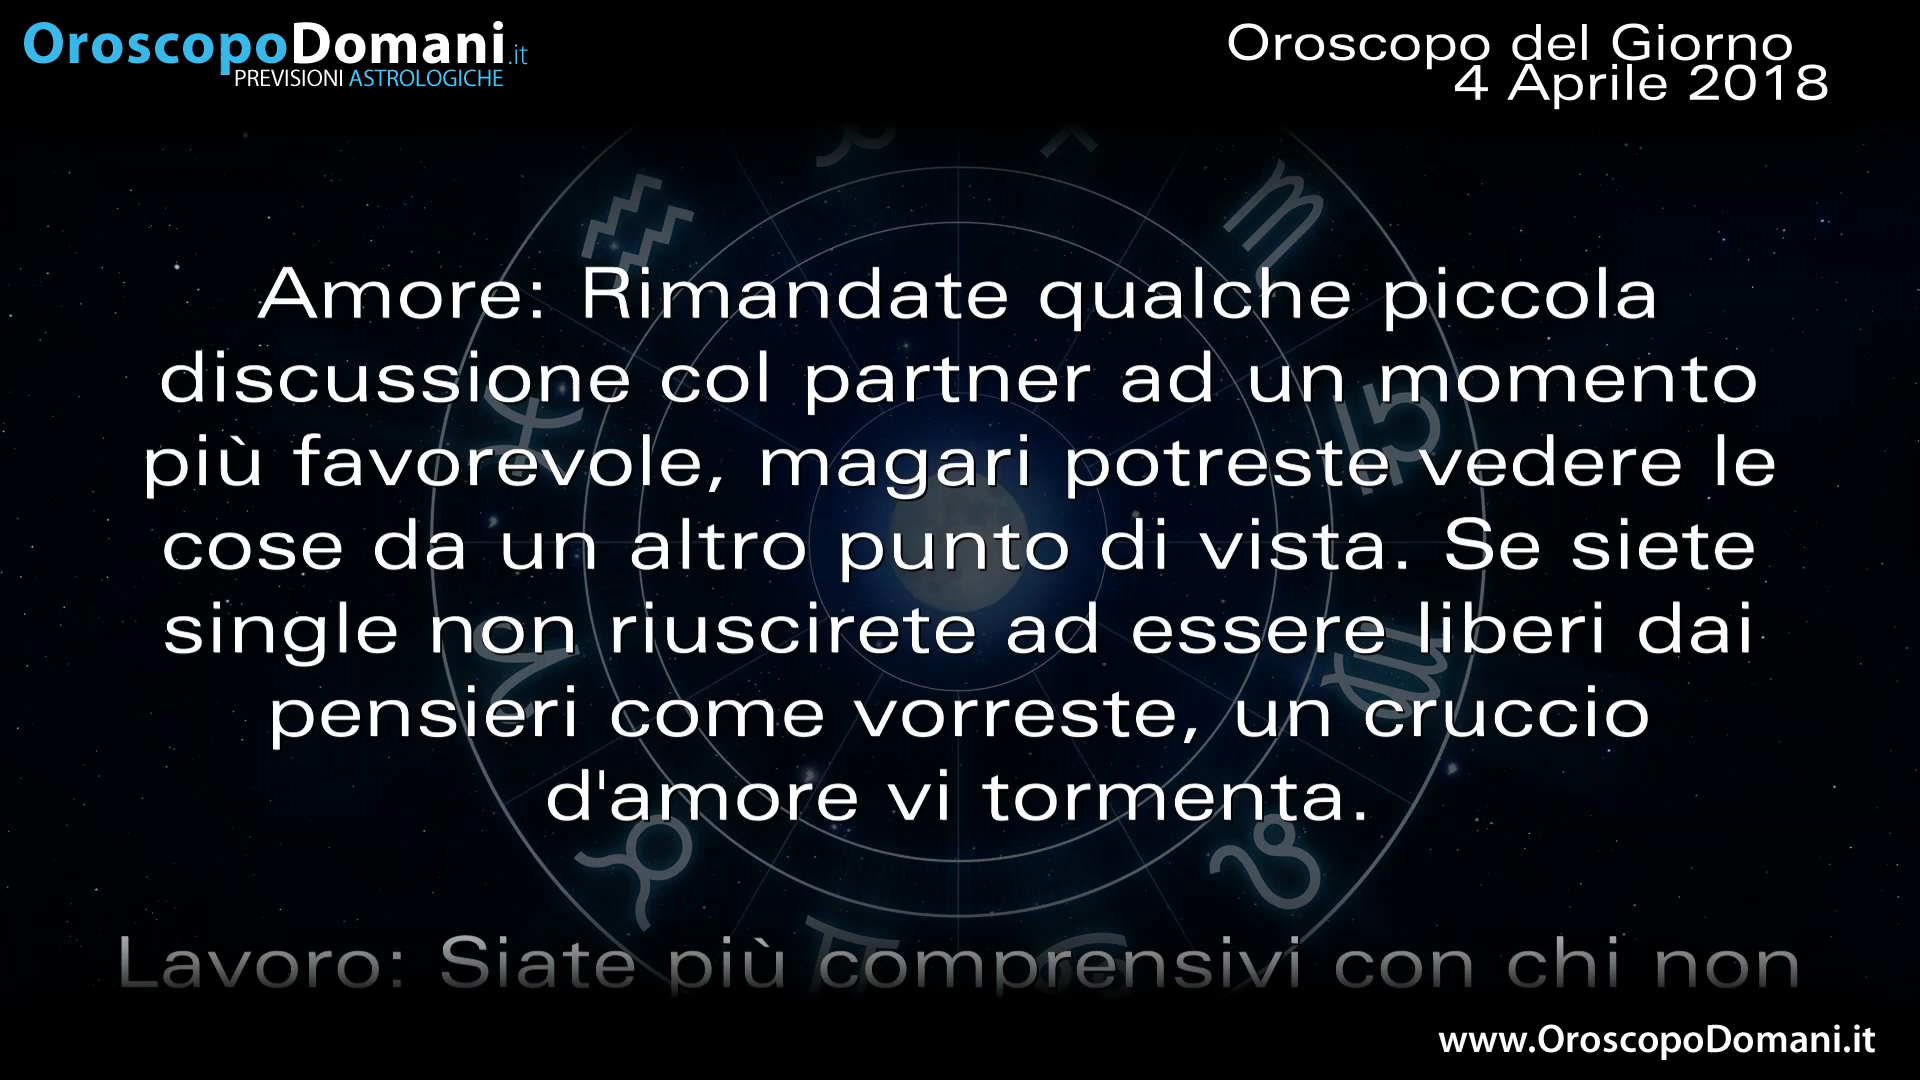 OroscopoDomani.it
PREVISIONI ASTROLOGICHE
Oroscopo del Giorno
4 Aprile 2018
Amore: Rimandate qualche piccola
discussione col partner ad un momento
più favorevole, magari potreste vedere le
cose da un altro punto di vista. Se siete
single non riuscirete ad essere liberi dai
pensieri come vorreste, un cruccio
d'amore vi tormenta.
Lavoro: Siate più comprensivi con chi non
www.OroscopoDomani.it